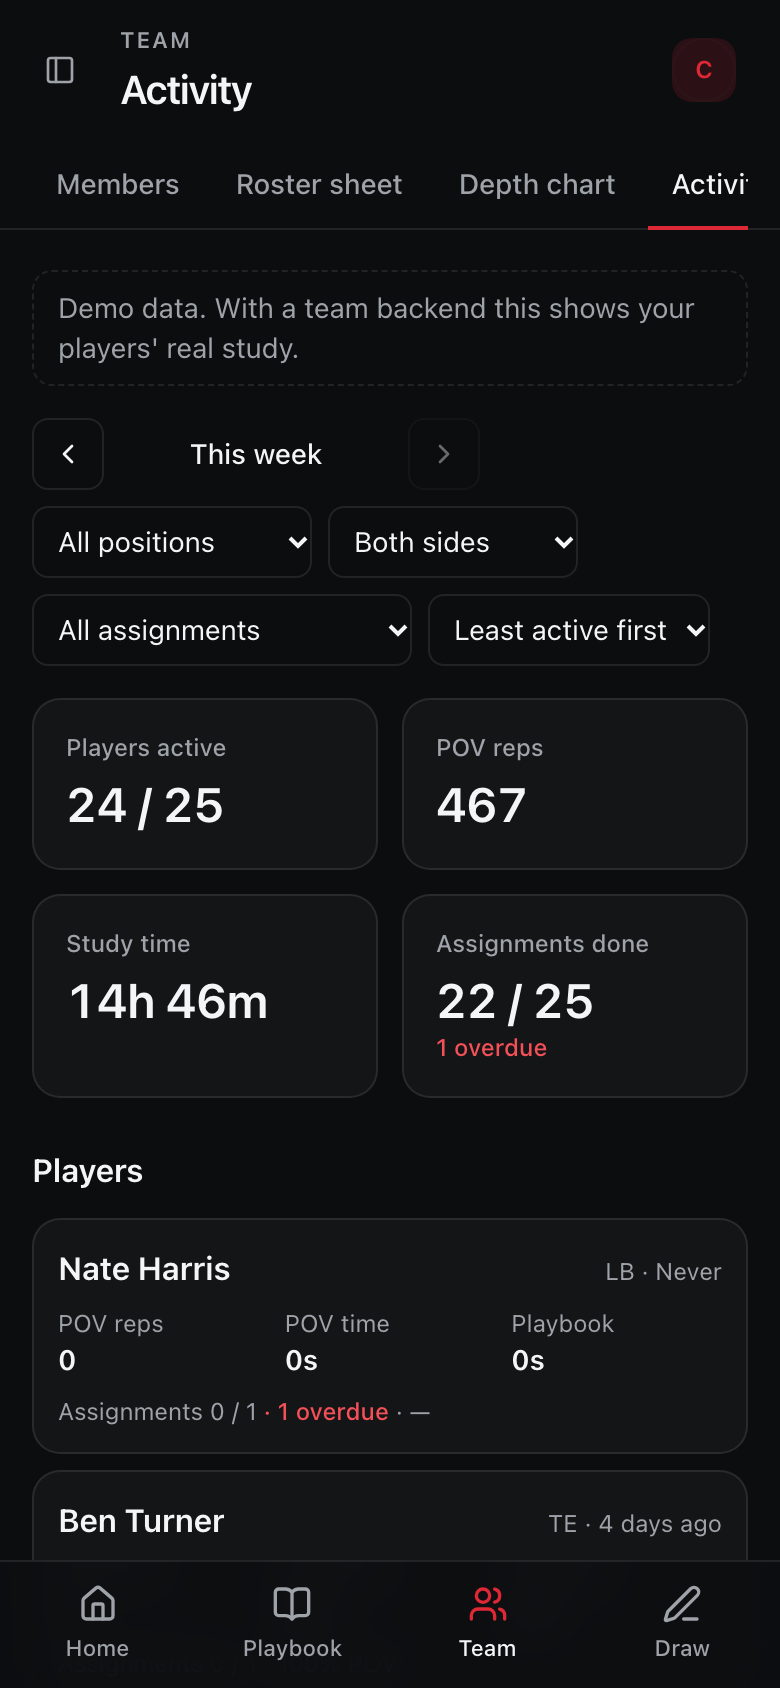 TEAM
Activity
C
Members Roster sheet Depth chart Activi
Demo data. With a team backend this shows your
players' real study.
This week
All positions Both sides
All assignments Least active first
Players active POV reps
24 / 25 467
Study time Assignments done
14h 46m 22 / 25
1 overdue
Players
Nate Harris LB · Never
POV reps POV time Playbook
0 0s 0s
Assignments 0 / 1 · 1 overdue · —
Ben Turner TE · 4 days ago
Home Playbook Team Draw